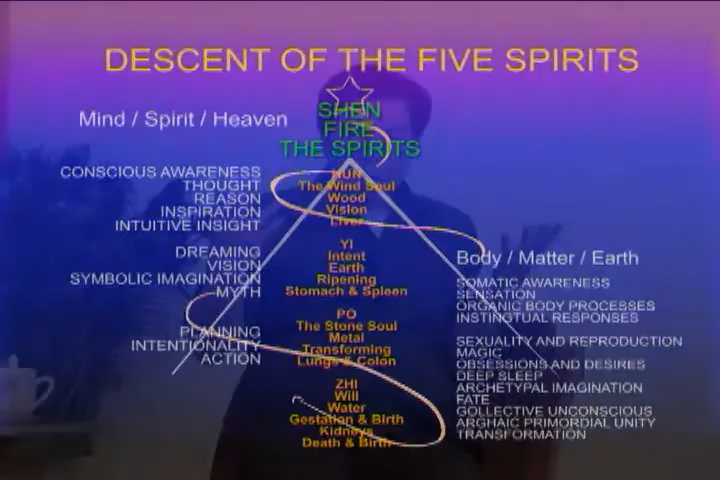 DESCENT OF THE FIVE SPIRITS
Mind / Spirit / Heaven
CONSCIOUS AWARENESS
THOUGHT
REASON
INSPIRATION
INTUITIVE INSIGHT
DREAMING
VISION
SYMBOLIC IMAGINATION
MYTH
PLANNING
INTENTIONALITY
ACTION
SHEN
FIRE
THE SPIRITS
HUN
The Wind Soul
Wood
Vision
Liver
YI
Intent
Earth
Ripening
Stomach & Spleen
PO
The Stone Soul
Metal
Transforming
Lungs & Colon
ZHI
Will
Water
Gestation & Birth
Kidneys
Death & Birth
Body / Matter / Earth
SOMATIC AWARENESS
SENSATION
ORGANIC BODY PROCESSES
INSTINGTUAL RESPONSES
SEXUALITY AND REPRODUCTION
MAGIC
OBSESSIONS AND DESIRES
DEEP SLEEP
ARCHETYPAL IMAGINATION
FATE
GOLLECTIVE UNCONSCIOUS
ARGHAIC PRIMORDIAL UNITY
TRANSFORMATION